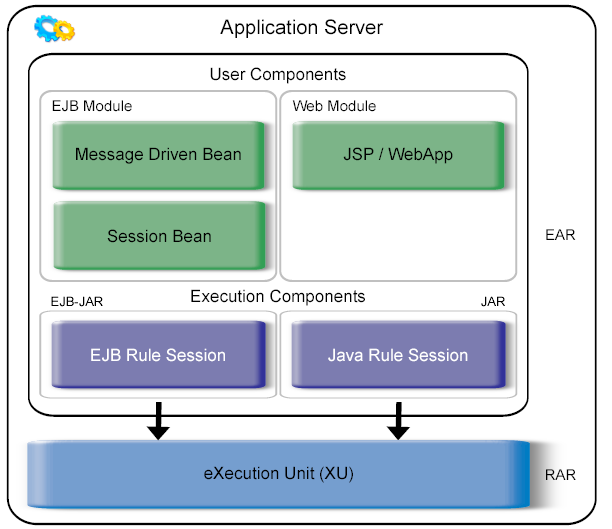 Application Server
User Components
EJB Module
Web Module
Message Driven Bean
JSP / WebApp
Session Bean
EAR
Execution Components
EJB-JAR
JAR
EJB Rule Session
Java Rule Session
eXecution Unit (XU)
RAR